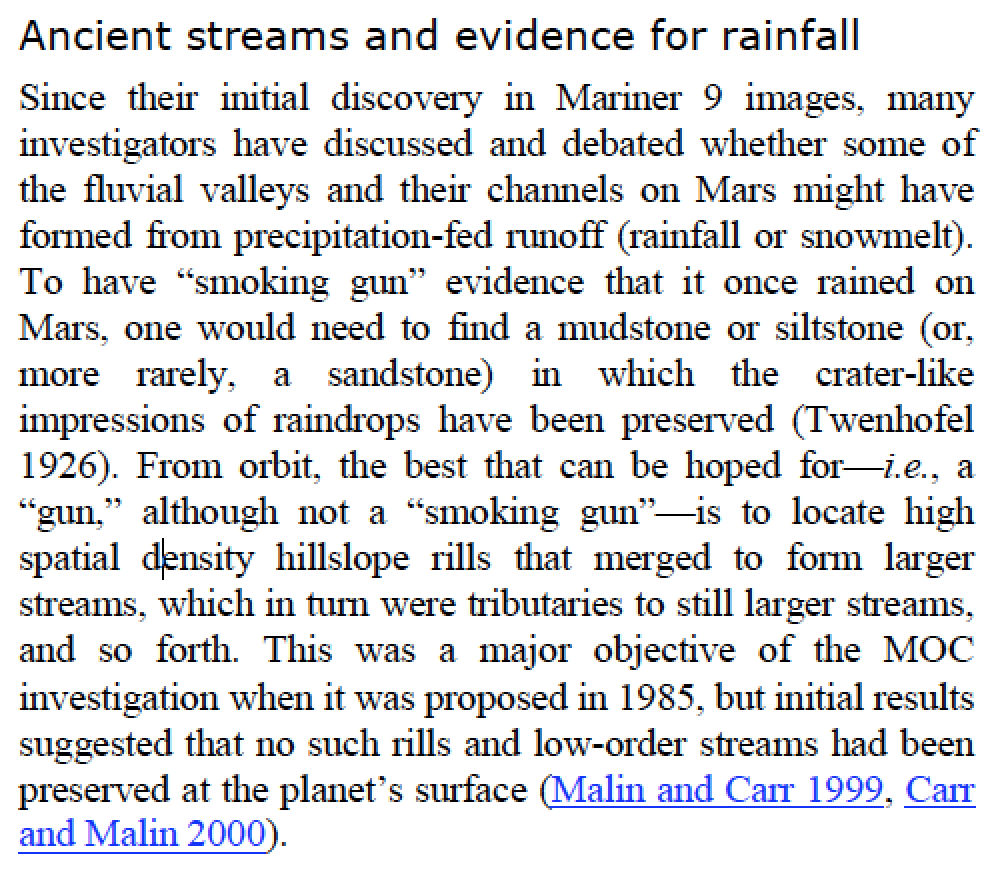 Ancient streams and evidence for rainfall
Since their initial discovery in Mariner 9 images, many
investigators have discussed and debated whether some of
the fluvial valleys and their channels on Mars might have
formed from precipitation-fed runoff (rainfall or snowmelt).
To have “smoking gun” evidence that it once rained on
Mars, one would need to find a mudstone or siltstone (or,
more rarely, a sandstone) in which the crater-like
impressions of raindrops have been preserved (Twenhofel
1926). From orbit, the best that can be hoped for—i.e., a
“gun,” although not a “smoking gun”—is to locate high
spatial density hillslope rills that merged to form larger
streams, which in turn were tributaries to still larger streams,
and so forth. This was a major objective of the MOC
investigation when it was proposed in 1985, but initial results
suggested that no such rills and low-order streams had been
preserved at the planet’s surface (Malin and Carr 1999, Carr
and Malin 2000).